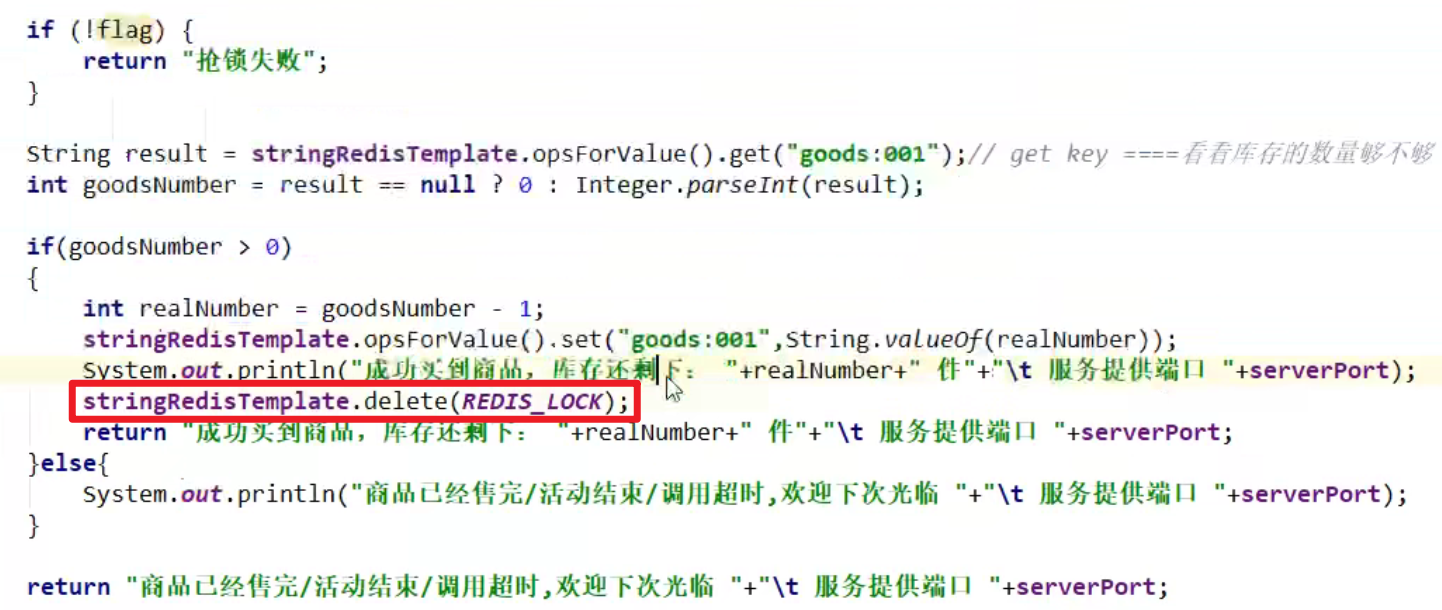 if (!flag) {
return "抢锁失败";
}
String result = stringRedisTemplate.opsForValue().get("goods:001");// get key ====看看库存的数量够不够
int goodsNumber = result == null ? 0 : Integer.parseInt(result);
if(goodsNumber > 0)
{
int realNumber = goodsNumber - 1;
stringRedisTemplate.opsForValue().set("goods:001",String.valueOf(realNumber));
System.out.println("成功买到商品，库存还剩下： "+realNumber+" 件"+"\t 服务提供端口 "+serverPort);
stringRedisTemplate.delete(REDIS_LOCK);
return "成功买到商品，库存还剩下： "+realNumber+" 件"+"\t 服务提供端口 "+serverPort;
}else{
System.out.println("商品已经售完/活动结束/调用超时,欢迎下次光临 "+"\t 服务提供端口 "+serverPort);
}
return "商品已经售完/活动结束/调用超时,欢迎下次光临 "+"\t 服务提供端口 "+serverPort;